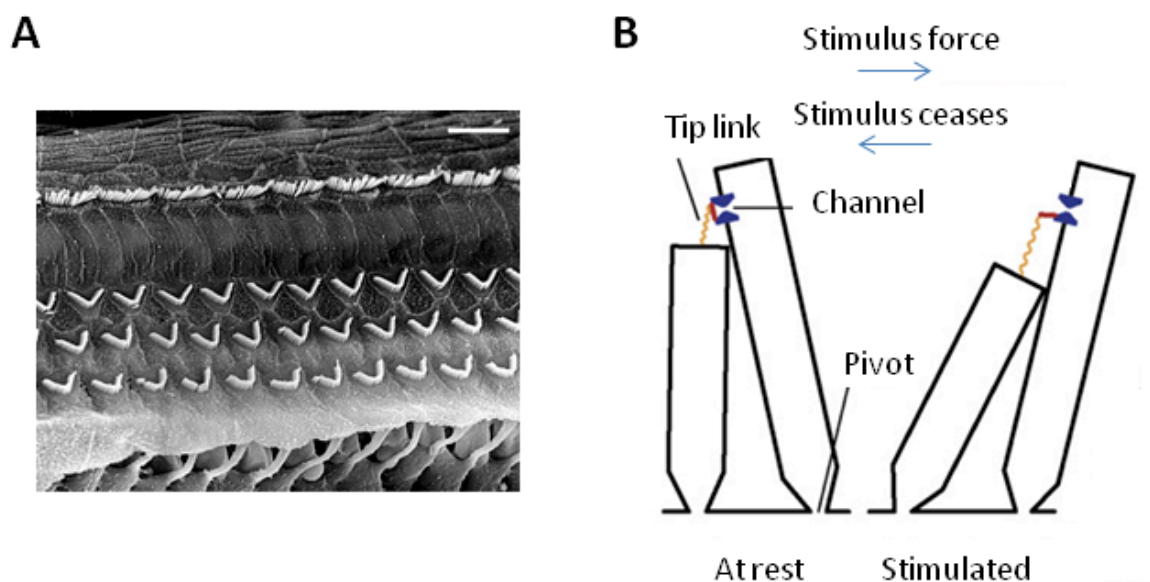 A
B
Stimulus force
Stimulus ceases
Tip link
Channel
Pivot
At rest
Stimulated